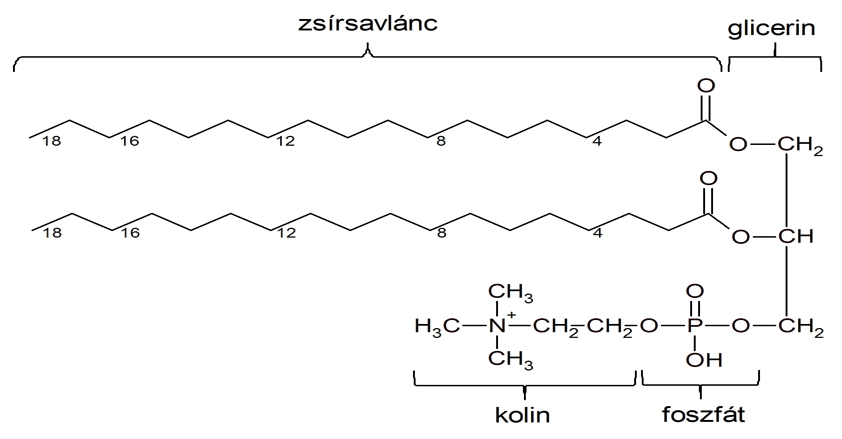 zsírsavlánc
glicerin
O
18 16 12 8 4 O CH2
O
18 16 12 8 4 O CH
CH3 O
H3C N+ CH2 CH2 O P O CH2
CH3 OH
kolin foszfát